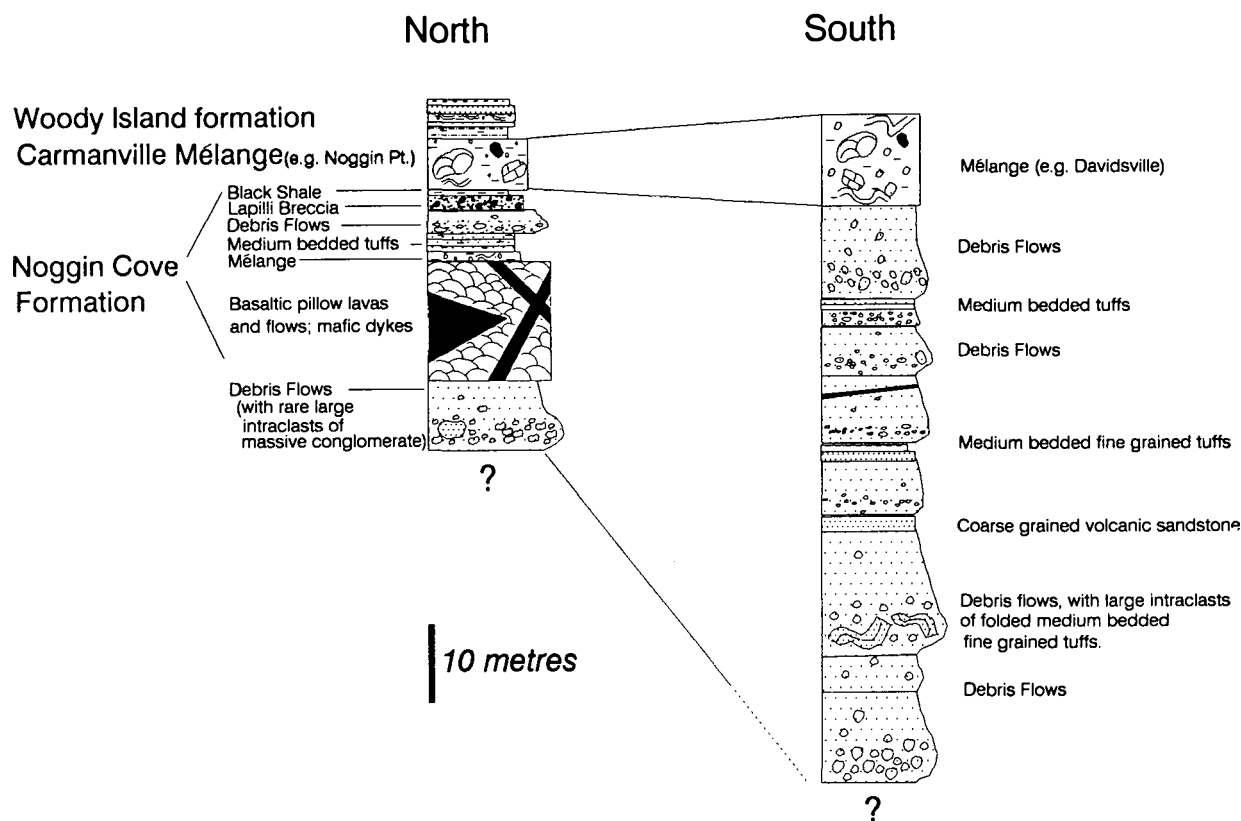 North
South
Woody Island formation
Carmanville Mélange(e.g. Noggin Pt.)
Black Shale
Lapilli Breccia
Debris Flows
Medium bedded tuffs
Mélange
Noggin Cove
Formation
Basaltic pillow lavas
and flows; mafic dykes
Debris Flows
(with rare large
intraclasts of
massive conglomerate)
?
10 metres
Mélange (e.g. Davidsville)
Debris Flows
Medium bedded tuffs
Debris Flows
Medium bedded fine grained tuffs
Coarse grained volcanic sandstone
Debris flows, with large intraclasts
of folded medium bedded
fine grained tuffs.
Debris Flows
?